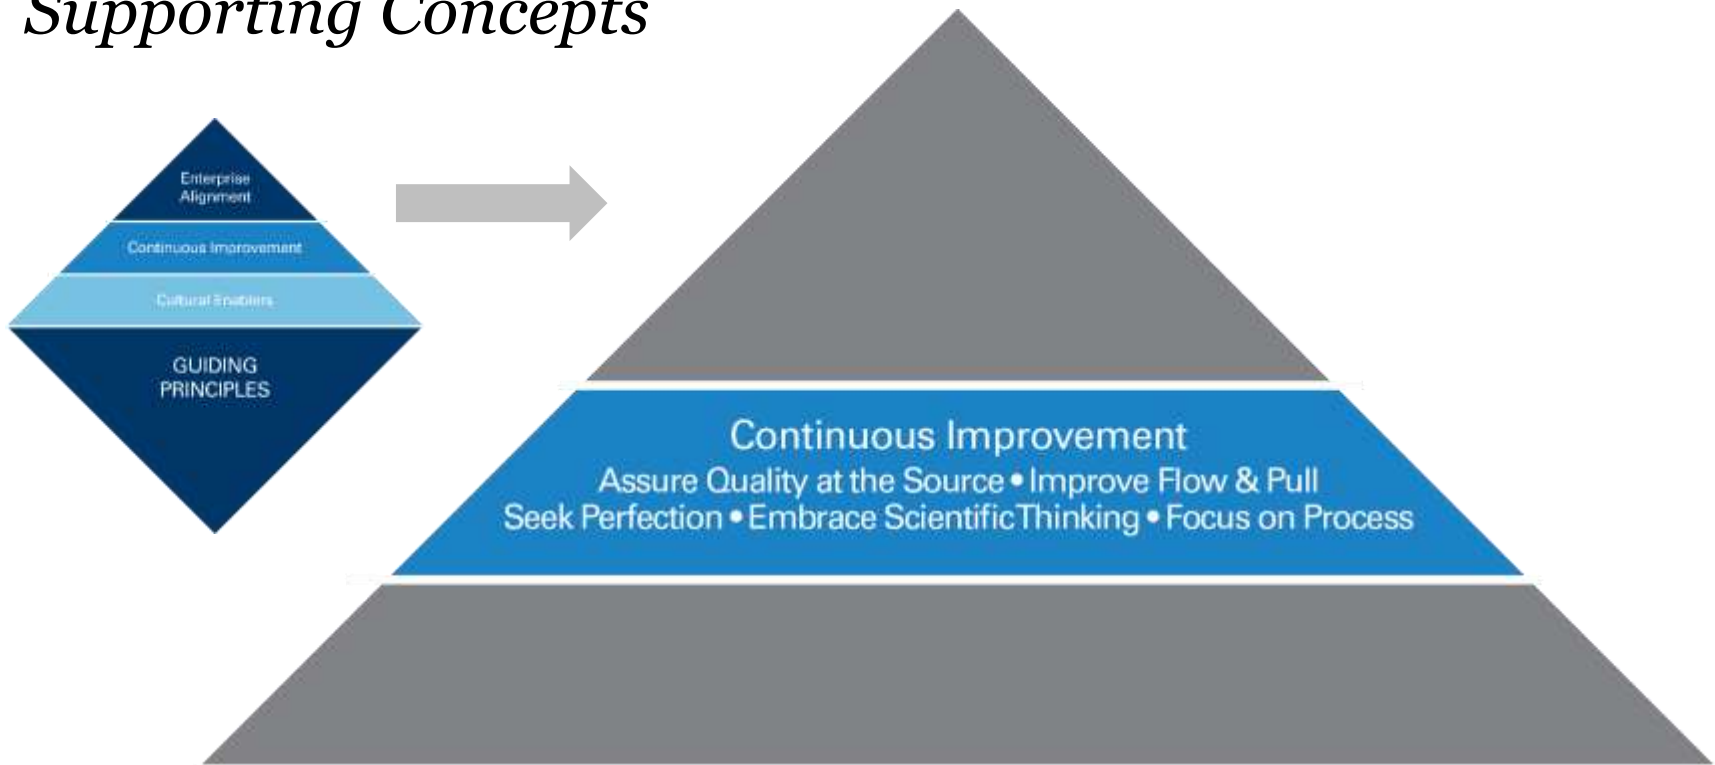 Supporting Concepts
Enterprise
Alignment
Continuous Improvement
Cultural Enablers
GUIDING
PRINCIPLES
Continuous Improvement
Assure Quality at the Source • Improve Flow & Pull
Seek Perfection • Embrace Scientific Thinking • Focus on Process